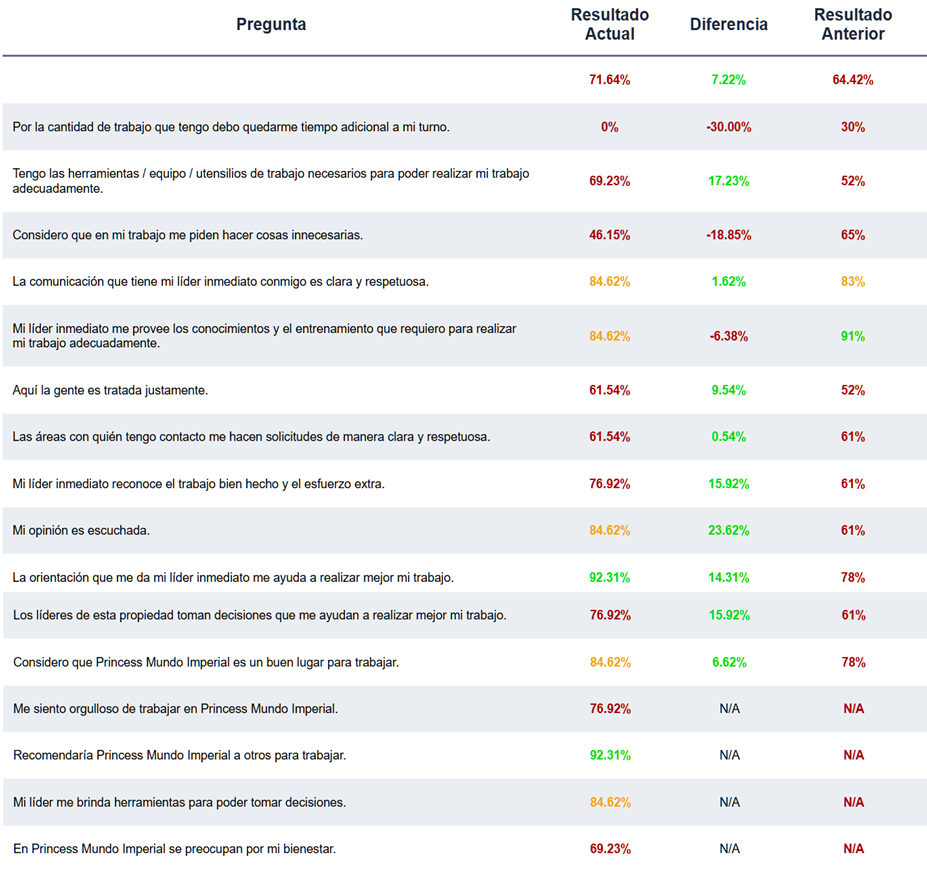 Pregunta
Resultado Actual
Diferencia
Resultado Anterior
71.64% 7.22% 64.42%
Por la cantidad de trabajo que tengo debo quedarme tiempo adicional a mi turno. 0% -30.00% 30%
Tengo las herramientas / equipo / utensilios de trabajo necesarios para poder realizar mi trabajo
adecuadamente. 69.23% 17.23% 52%
Considero que en mi trabajo me piden hacer cosas innecesarias. 46.15% -18.85% 65%
La comunicación que tiene mi líder inmediato conmigo es clara y respetuosa. 84.62% 1.62% 83%
Mi líder inmediato me provee los conocimientos y el entrenamiento que requiero para realizar
mi trabajo adecuadamente. 84.62% -6.38% 91%
Aquí la gente es tratada justamente. 61.54% 9.54% 52%
Las áreas con quién tengo contacto me hacen solicitudes de manera clara y respetuosa. 61.54% 0.54% 61%
Mi líder inmediato reconoce el trabajo bien hecho y el esfuerzo extra. 76.92% 15.92% 61%
Mi opinión es escuchada. 84.62% 23.62% 61%
La orientación que me da mi líder inmediato me ayuda a realizar mejor mi trabajo. 92.31% 14.31% 78%
Los líderes de esta propiedad toman decisiones que me ayudan a realizar mejor mi trabajo. 76.92% 15.92% 61%
Considero que Princess Mundo Imperial es un buen lugar para trabajar. 84.62% 6.62% 78%
Me siento orgulloso de trabajar en Princess Mundo Imperial. 76.92% N/A N/A
Recomendaría Princess Mundo Imperial a otros para trabajar. 92.31% N/A N/A
Mi líder me brinda herramientas para poder tomar decisiones. 84.62% N/A N/A
En Princess Mundo Imperial se preocupan por mi bienestar. 69.23% N/A N/A